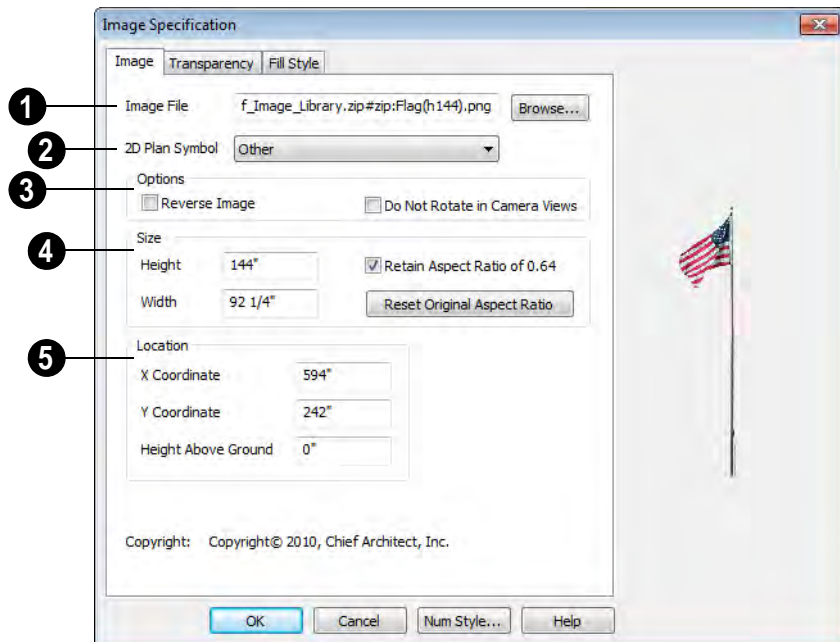 Image Specification
Image Transparency Fill Style
1 Image File f_Image_Library.zip#zip:Flag(h144).png Browse...
2 2D Plan Symbol Other
3 Options
Reverse Image Do Not Rotate in Camera Views
4 Size
Height 144" Retain Aspect Ratio of 0.64
Width 92 1/4" Reset Original Aspect Ratio
5 Location
X Coordinate 594"
Y Coordinate 242"
Height Above Ground 0"
Copyright: Copyright© 2010, Chief Architect, Inc.
OK Cancel Num Style... Help